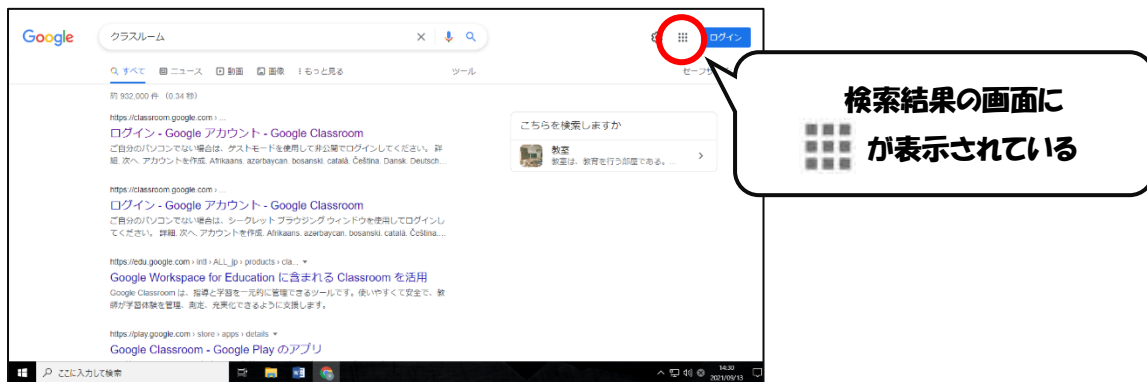 Google
クラスルーム
ログイン
すべて ニュース 動画 画像 もっと見る ツール
約 932,000 件 (0.34 秒)
https://classroom.google.com › ...
ログイン - Google アカウント - Google Classroom
ご自分のパソコンでない場合は、ゲストモードを使用して非公開でログインしてください。 詳
細. 次へ. アカウントを作成. Afrikaans. azərbaycan. bosanski. català. Čeština. Dansk. Deutsch...
https://classroom.google.com › ...
ログイン - Google アカウント - Google Classroom
ご自分のパソコンでない場合は、シークレット ブラウジング ウィンドウを使用してログインし
てください。 詳細. 次へ. アカウントを作成. Afrikaans. azərbaycan. bosanski. català. Čeština....
https://edu.google.com › intl › ALL_jp › products › cla...
Google Workspace for Education に含まれる Classroom を活用
Google Classroom は、指導と学習を一元的に管理できるツールです。使いやすくて安全で、教
師が学習体験を管理、測定、充実化できるように支援します。
https://play.google.com › store › apps › details
Google Classroom - Google Play のアプリ
こちらを検索しますか
教室
教室は、教育を行う部屋である。...
検索結果の画面に
が表示されている
ここに入力して検索
14:30
2021/09/13